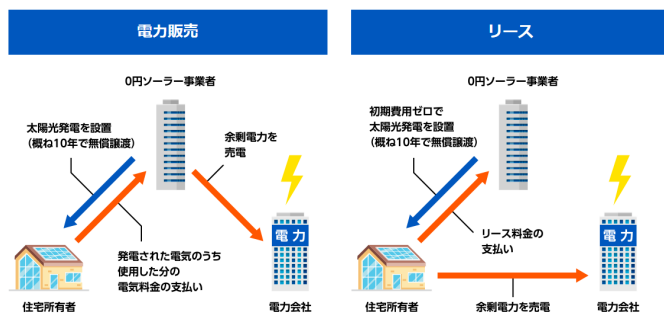 電力販売
0円ソーラー事業者
太陽光発電を設置
(概ね10年で無償譲渡)
余剰電力を
売電
発電された電気のうち
使用した分の
電気料金の支払い
電力
住宅所有者
電力会社
リース
0円ソーラー事業者
初期費用ゼロで
太陽光発電を設置
(概ね10年で無償譲渡)
リース料金の
支払い
電力
住宅所有者
余剰電力を売電
電力会社